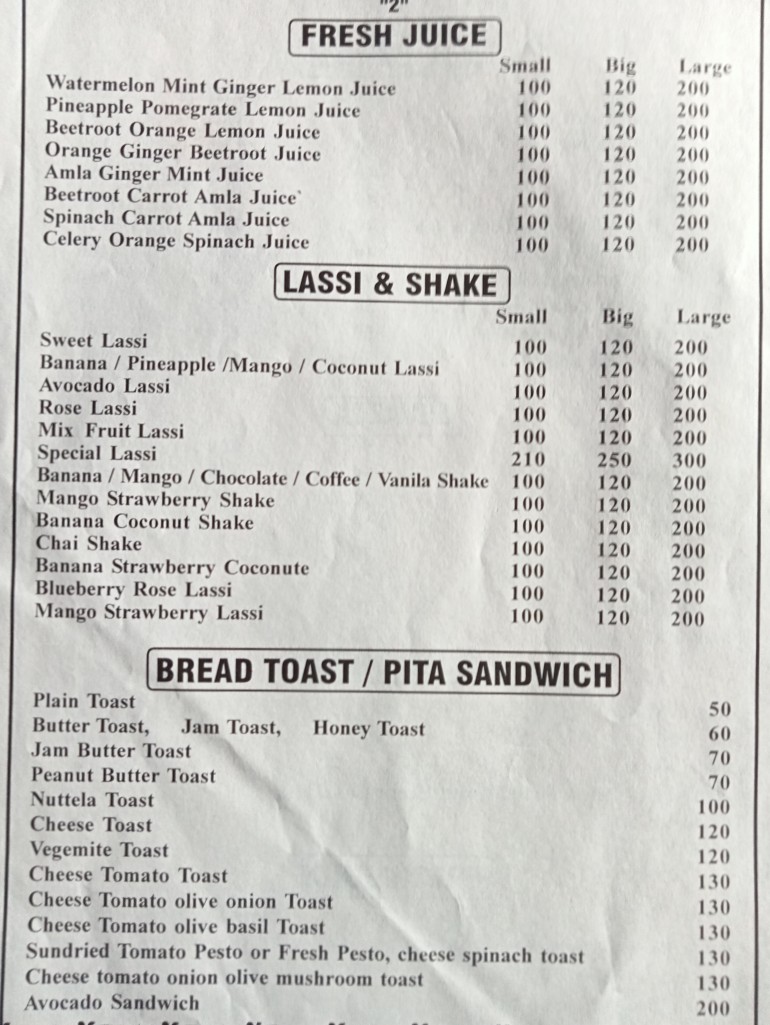 "2"
FRESH JUICE
Small Big Large
Watermelon Mint Ginger Lemon Juice 100 120 200
Pineapple Pomegrate Lemon Juice 100 120 200
Beetroot Orange Lemon Juice 100 120 200
Orange Ginger Beetroot Juice 100 120 200
Amla Ginger Mint Juice 100 120 200
Beetroot Carrot Amla Juice 100 120 200
Spinach Carrot Amla Juice 100 120 200
Celery Orange Spinach Juice 100 120 200
LASSI & SHAKE
Small Big Large
Sweet Lassi 100 120 200
Banana / Pineapple /Mango / Coconut Lassi 100 120 200
Avocado Lassi 100 120 200
Rose Lassi 100 120 200
Mix Fruit Lassi 100 120 200
Special Lassi 210 250 300
Banana / Mango / Chocolate / Coffee / Vanila Shake 100 120 200
Mango Strawberry Shake 100 120 200
Banana Coconut Shake 100 120 200
Chai Shake 100 120 200
Banana Strawberry Coconute 100 120 200
Blueberry Rose Lassi 100 120 200
Mango Strawberry Lassi 100 120 200
BREAD TOAST / PITA SANDWICH
Plain Toast 50
Butter Toast, Jam Toast, Honey Toast 60
Jam Butter Toast 70
Peanut Butter Toast 70
Nuttela Toast 100
Cheese Toast 120
Vegemite Toast 120
Cheese Tomato Toast 130
Cheese Tomato olive onion Toast 130
Cheese Tomato olive basil Toast 130
Sundried Tomato Pesto or Fresh Pesto, cheese spinach toast 130
Cheese tomato onion olive mushroom toast 130
Avocado Sandwich 200